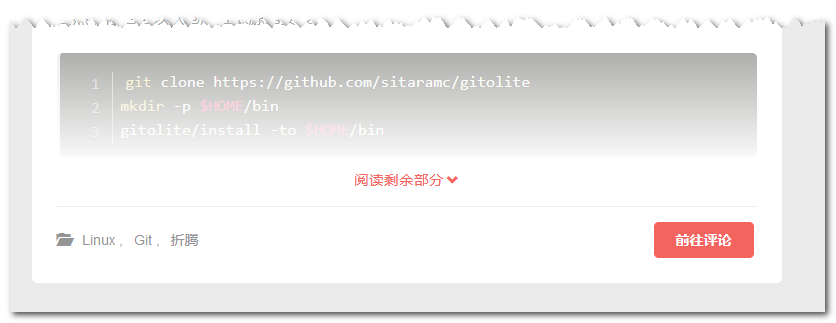 1 git clone https://github.com/sitaramc/gitolite
2 mkdir -p $HOME/bin
3 gitolite/install -to $HOME/bin
阅读剩余部分
Linux , Git , 折腾
前往评论